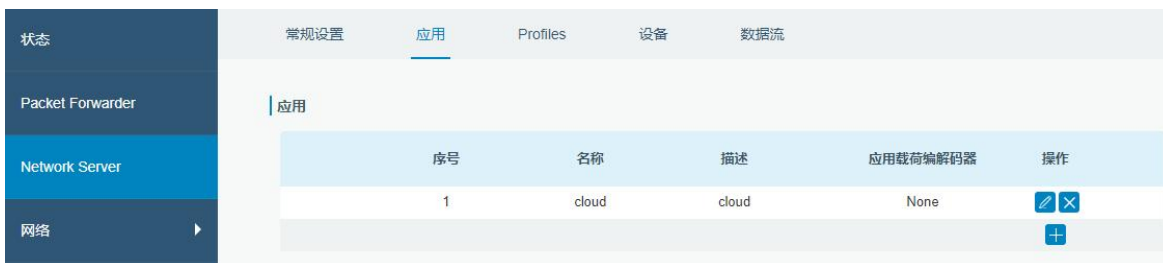 状态
Packet Forwarder
Network Server
网络
常规设置 应用 Profiles 设备 数据流
应用
序号 名称 描述 应用载荷编解码器 操作
1 cloud cloud None